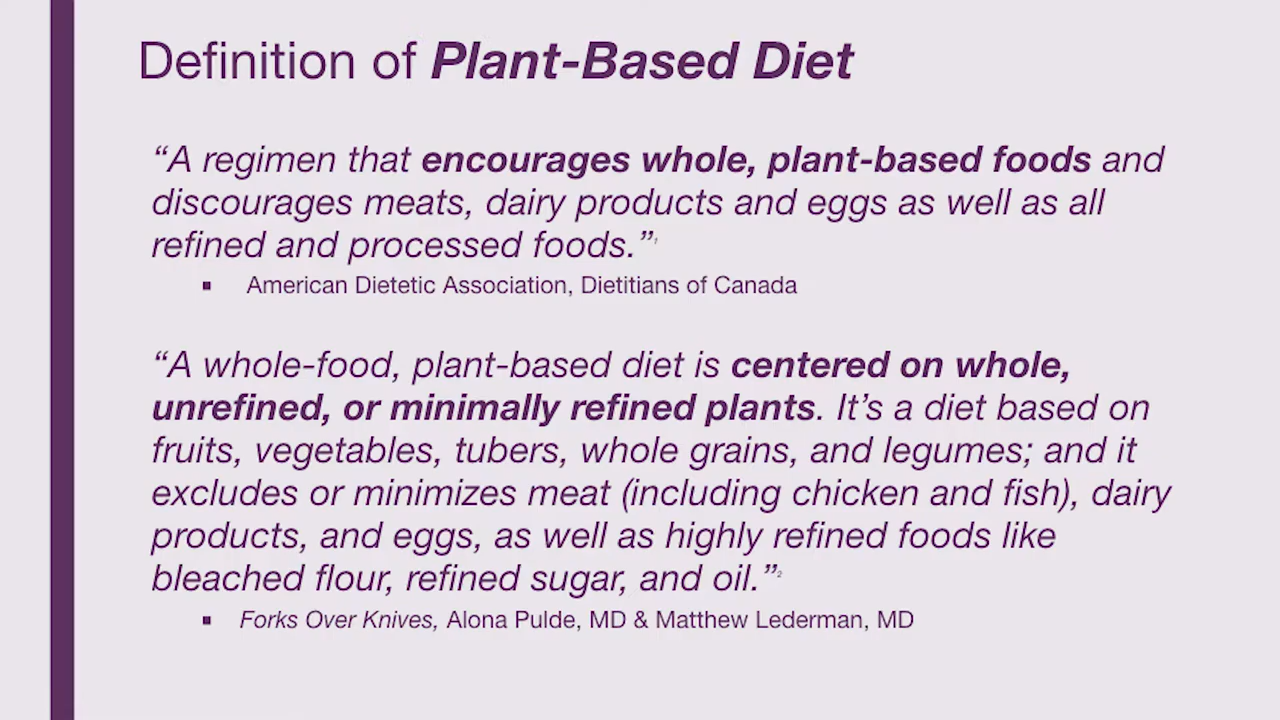 Definition of Plant-Based Diet
“A regimen that encourages whole, plant-based foods and
discourages meats, dairy products and eggs as well as all
refined and processed foods.”1
▪ American Dietetic Association, Dietitians of Canada
“A whole-food, plant-based diet is centered on whole,
unrefined, or minimally refined plants. It’s a diet based on
fruits, vegetables, tubers, whole grains, and legumes; and it
excludes or minimizes meat (including chicken and fish), dairy
products, and eggs, as well as highly refined foods like
bleached flour, refined sugar, and oil.”2
▪ Forks Over Knives, Alona Pulde, MD & Matthew Lederman, MD